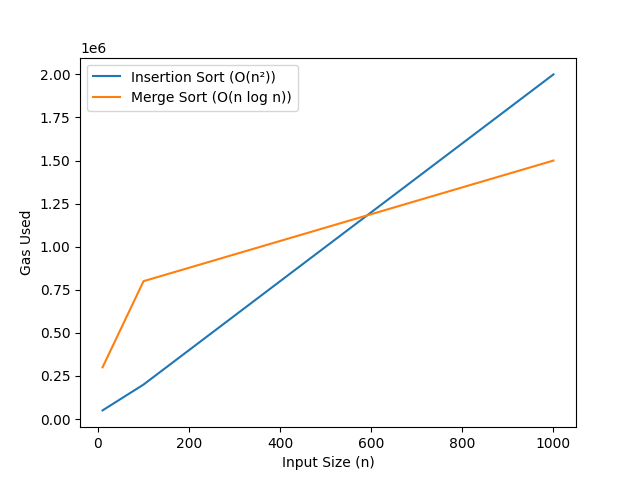 1e6
2.00
1.75
1.50
1.25
1.00
0.75
0.50
0.25
0.00
Gas Used
Insertion Sort (O(n²))
Merge Sort (O(n log n))
0 200 400 600 800 1000
Input Size (n)